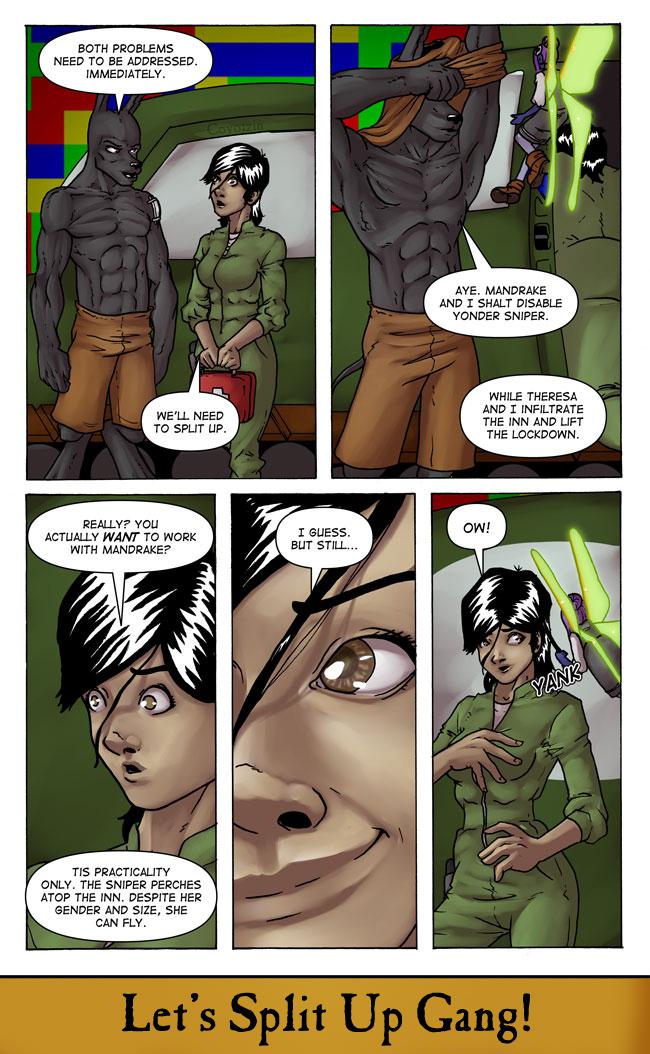 BOTH PROBLEMS
NEED TO BE ADDRESSED.
IMMEDIATELY.
Coyotzin
WE'LL NEED
TO SPLIT UP.
AYE. MANDRAKE
AND I SHALT DISABLE
YONDER SNIPER.
WHILE THERESA
AND I INFILTRATE
THE INN AND LIFT
THE LOCKDOWN.
REALLY? YOU
ACTUALLY WANT TO WORK
WITH MANDRAKE?
TIS PRACTICALITY
ONLY. THE SNIPER PERCHES
ATOP THE INN. DESPITE HER
GENDER AND SIZE, SHE
CAN FLY.
I GUESS.
BUT STILL...
OW!
YANK
Let's Split Up Gang!